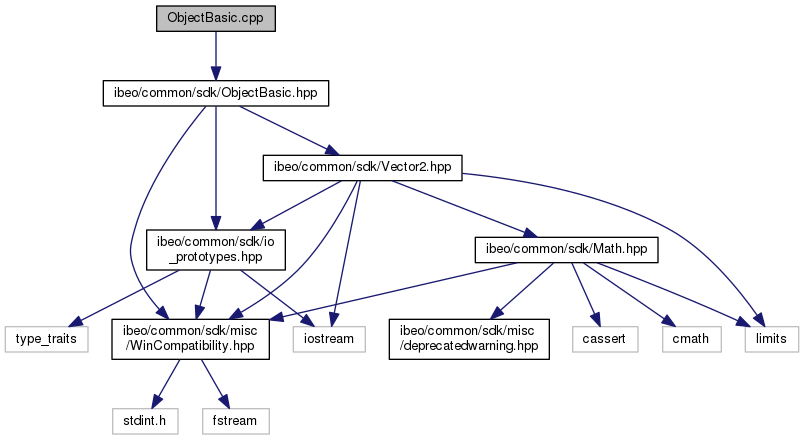 ObjectBasic.cpp
ibeo/common/sdk/ObjectBasic.hpp
ibeo/common/sdk/Vector2.hpp
ibeo/common/sdk/io
_prototypes.hpp
ibeo/common/sdk/Math.hpp
type_traits
ibeo/common/sdk/misc
/WinCompatibility.hpp
iostream
ibeo/common/sdk/misc
/deprecatedwarning.hpp
cassert
cmath
limits
stdint.h
fstream